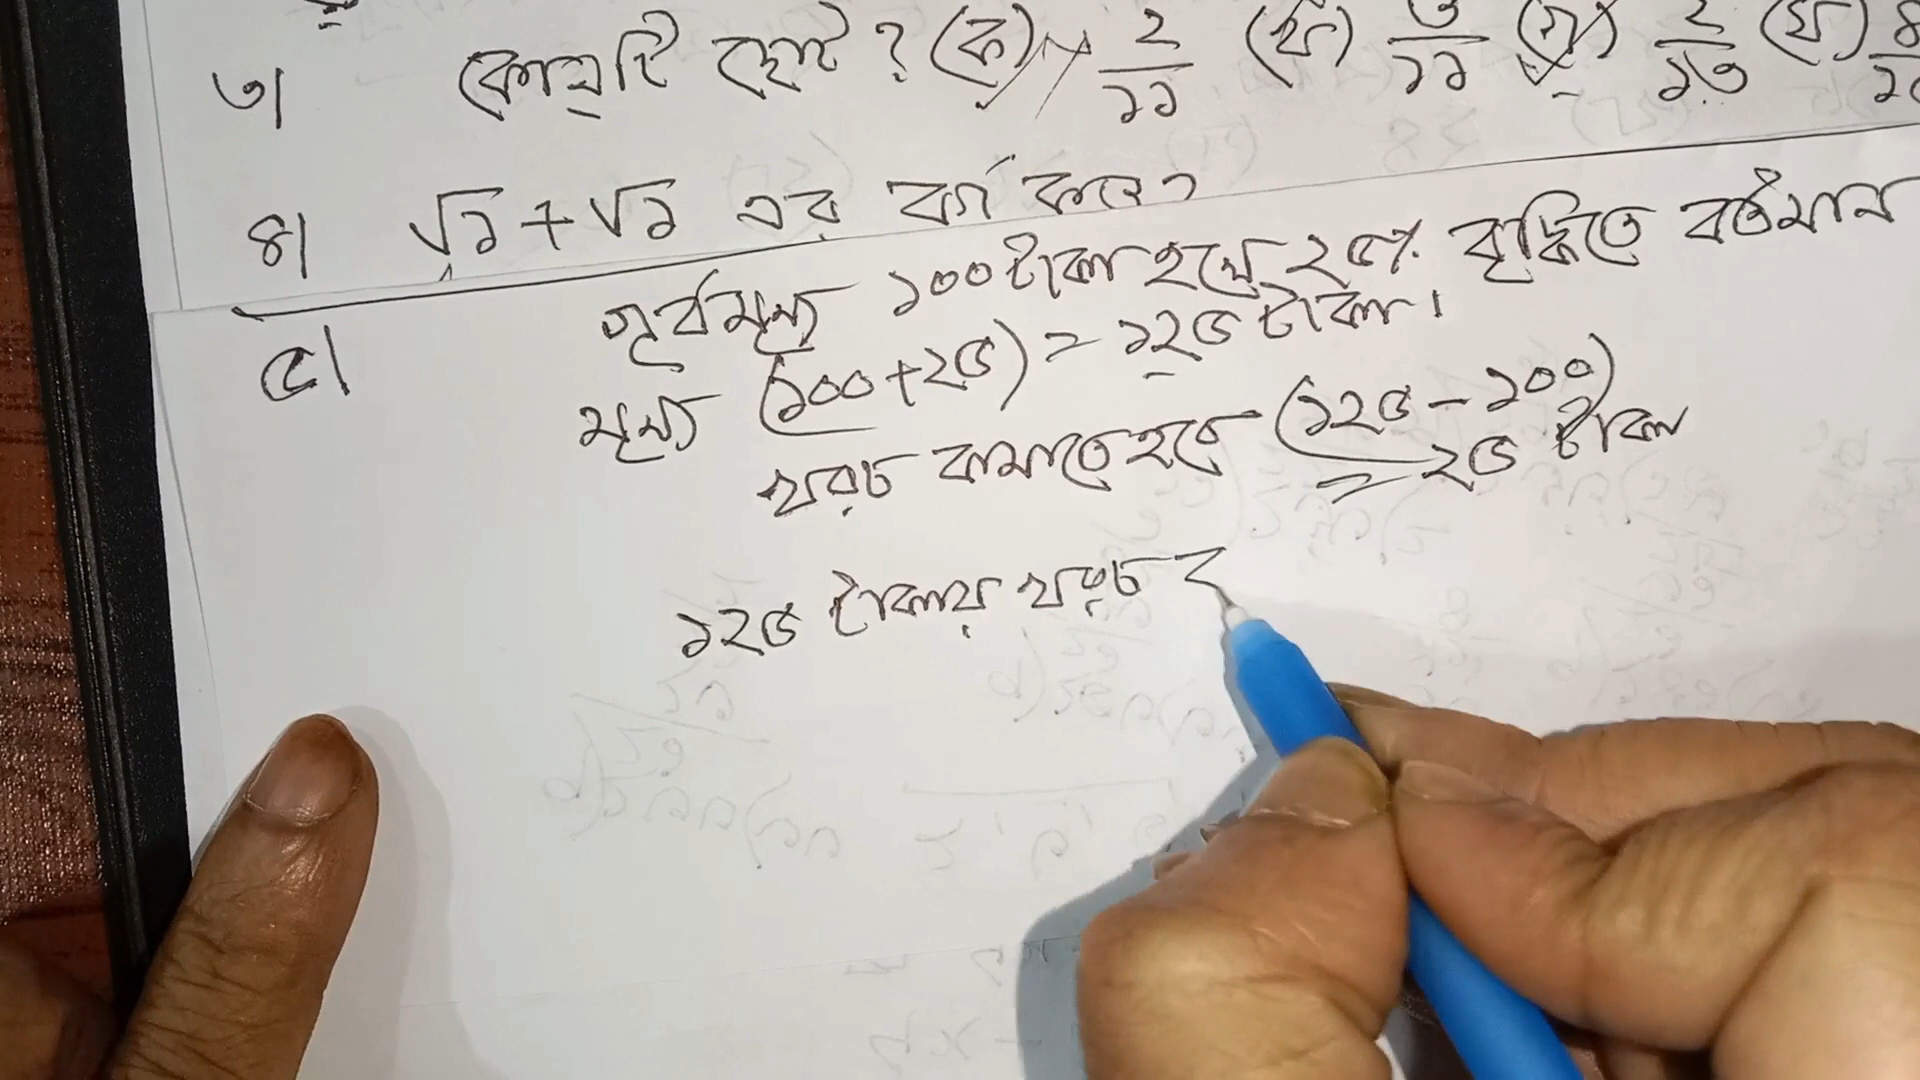 ৩। কোনটি ছোট? (ক) ২/১১ (খ) ৩/১১ (গ) ২/১৩ (ঘ)
৪। √১ + √১ এর বর্গ কত?
৫। পূর্বমূল্য ১০০ টাকা হলে ২৫% বৃদ্ধিতে বর্তমান
মূল্য (১০০+২৫) = ১২৫ টাকা।
খরচ কমাতে হবে (১২৫ - ১০০)
= ২৫ টাকা
১২৫ টাকায় খরচ